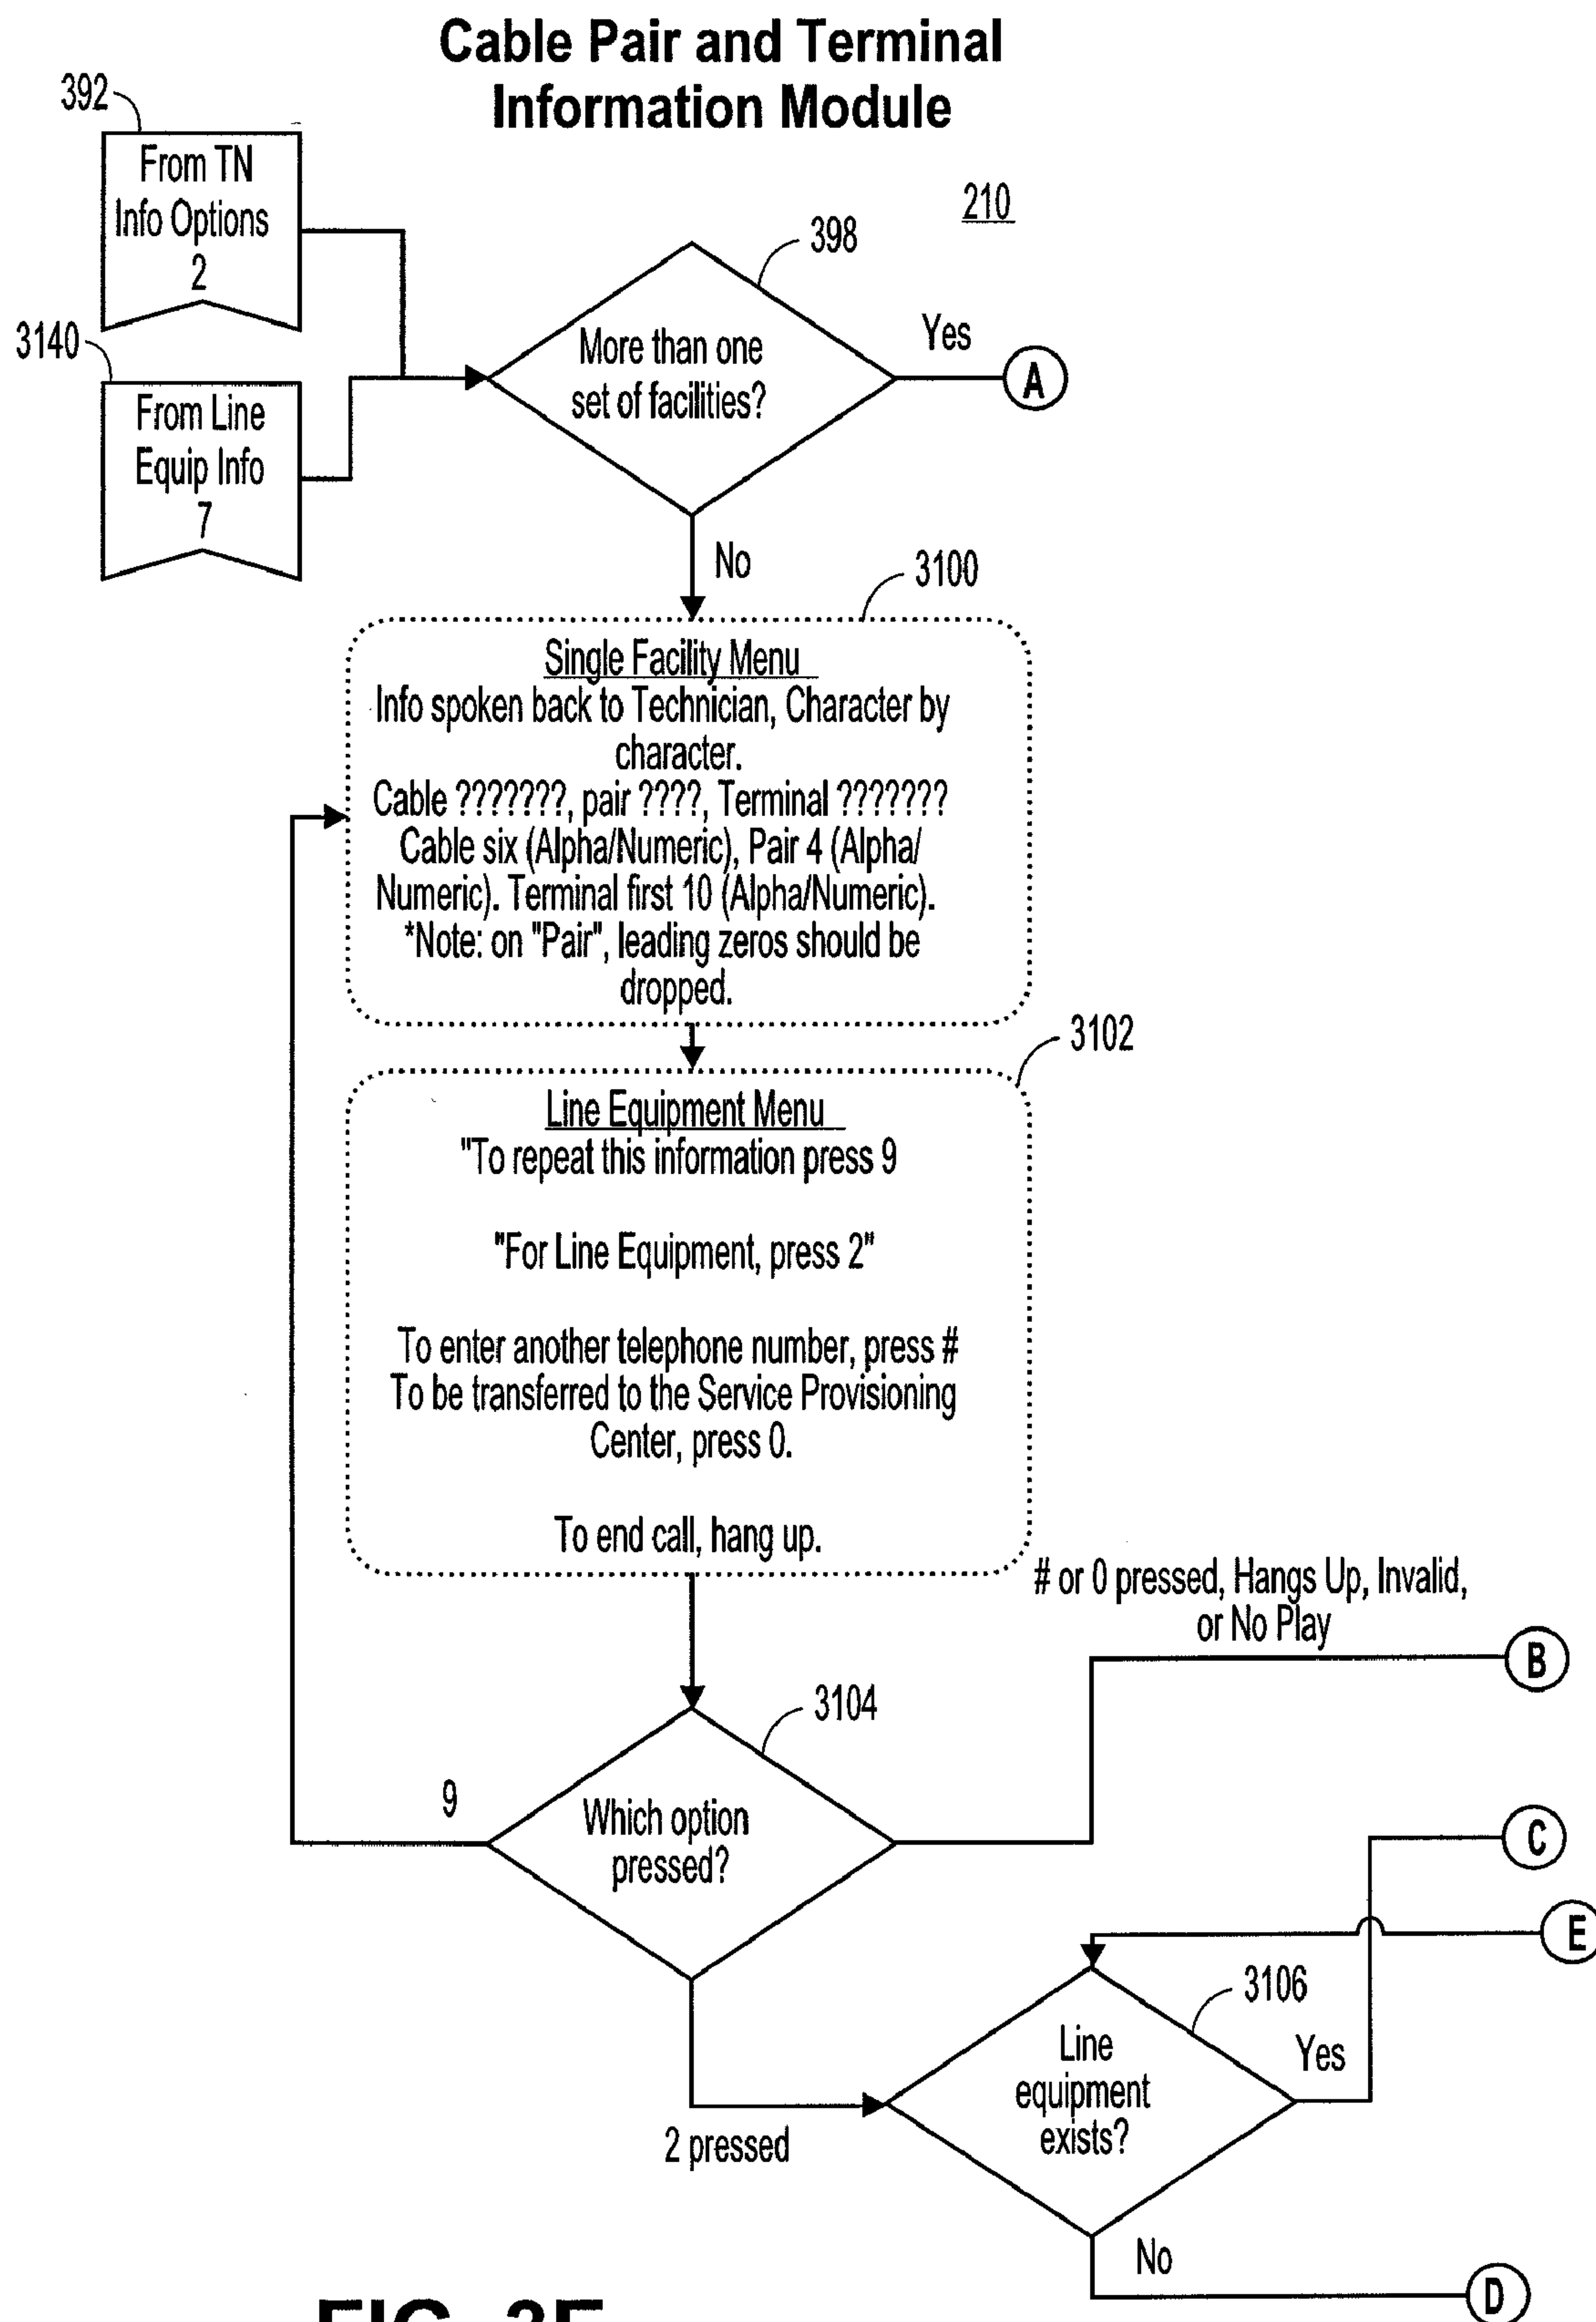 Cable Pair and Terminal
Information Module
392
From TN
Info Options
2
210
398
3140
From Line
Equip Info
7
More than one
set of facilities?
Yes
A
No
3100
Single Facility Menu
Info spoken back to Technician, Character by
character.
Cable ???????, pair ????, Terminal ???????
Cable six (Alpha/Numeric), Pair 4 (Alpha/
Numeric). Terminal first 10 (Alpha/Numeric).
*Note: on "Pair", leading zeros should be
dropped.
3102
Line Equipment Menu
"To repeat this information press 9
"For Line Equipment, press 2"
To enter another telephone number, press #
To be transferred to the Service Provisioning
Center, press 0.
To end call, hang up.
# or 0 pressed, Hangs Up, Invalid,
or No Play
B
3104
9
Which option
pressed?
C
E
3106
Line
equipment
exists?
Yes
2 pressed
No
D